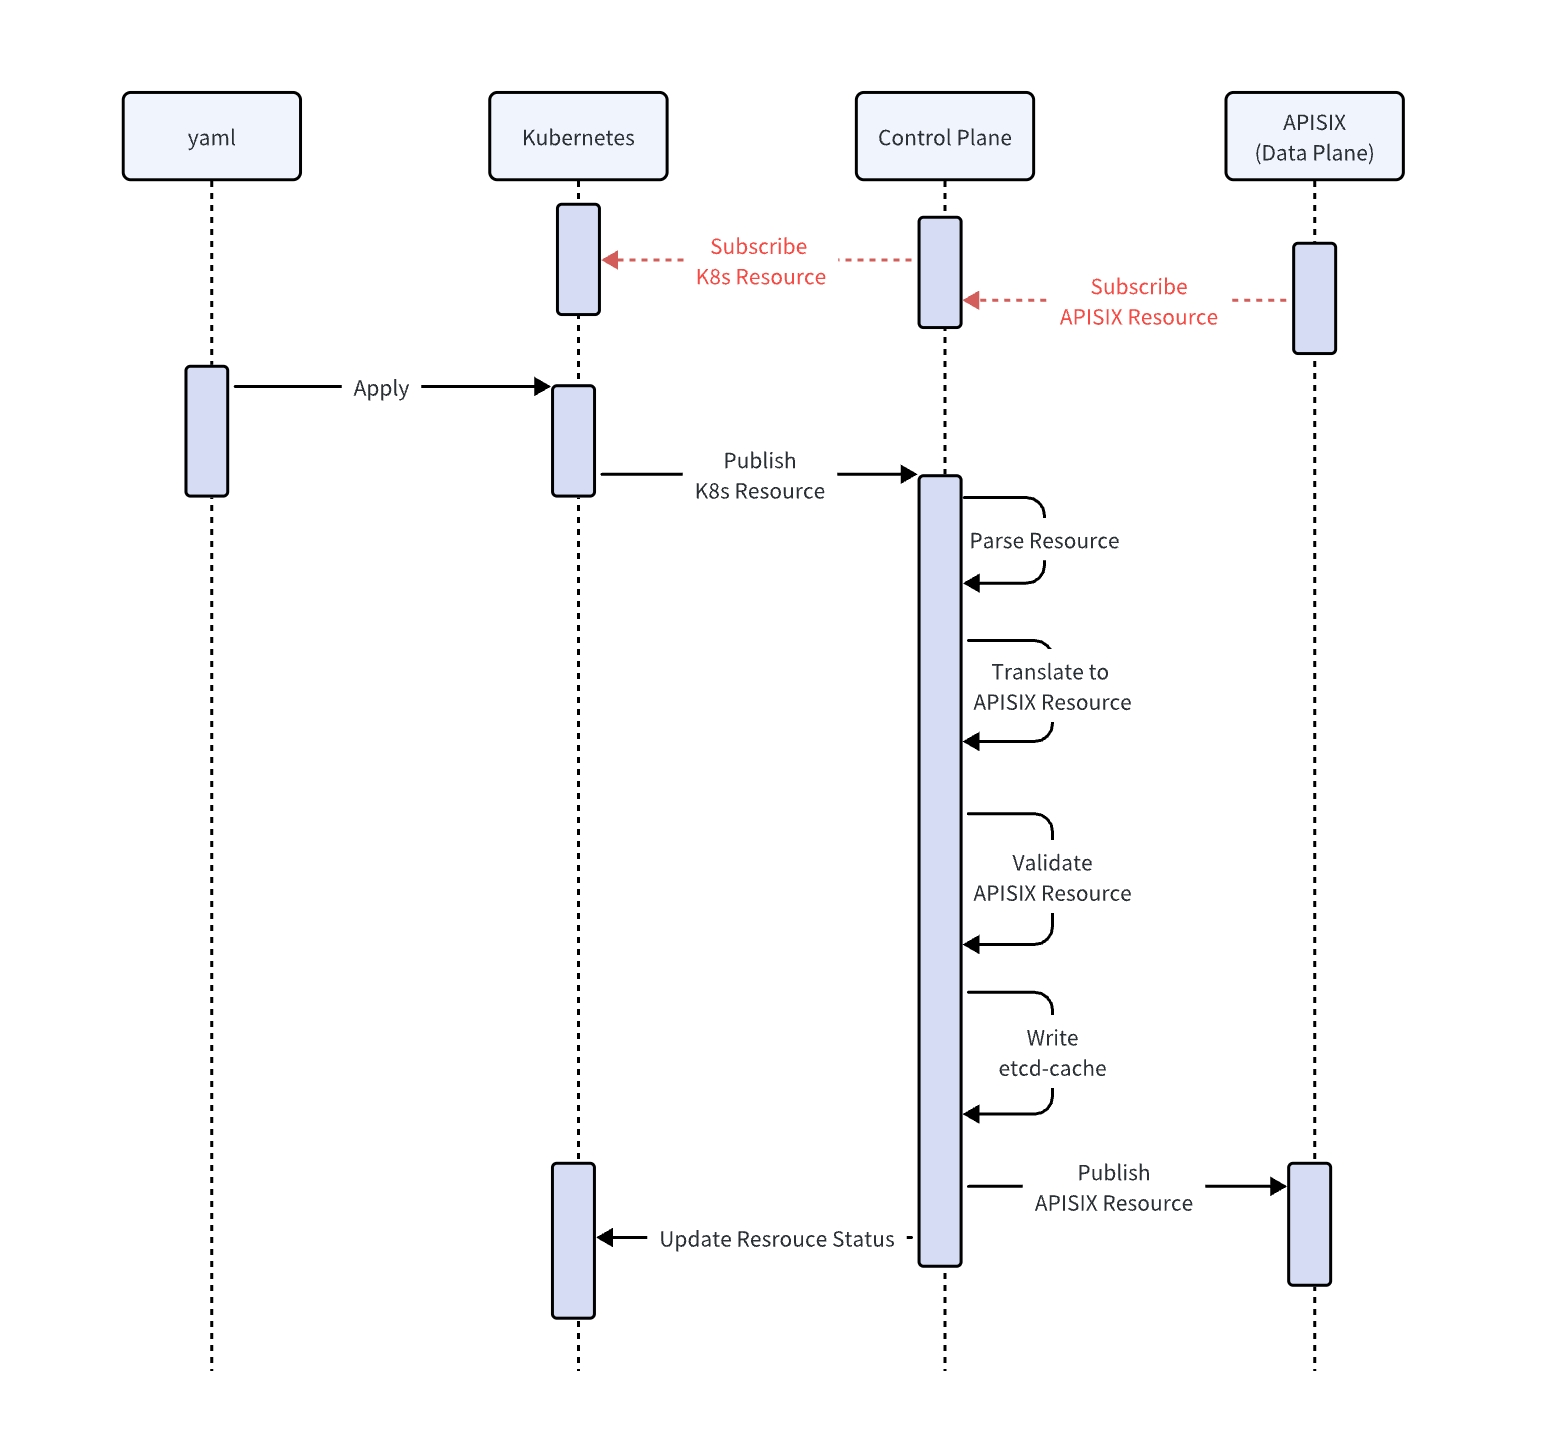 yaml
Kubernetes
Control Plane
APISIX
(Data Plane)
Subscribe
K8s Resource
Subscribe
APISIX Resource
Apply
Publish
K8s Resource
Parse Resource
Translate to
APISIX Resource
Validate
APISIX Resource
Write
etcd-cache
Publish
APISIX Resource
Update Resrouce Status